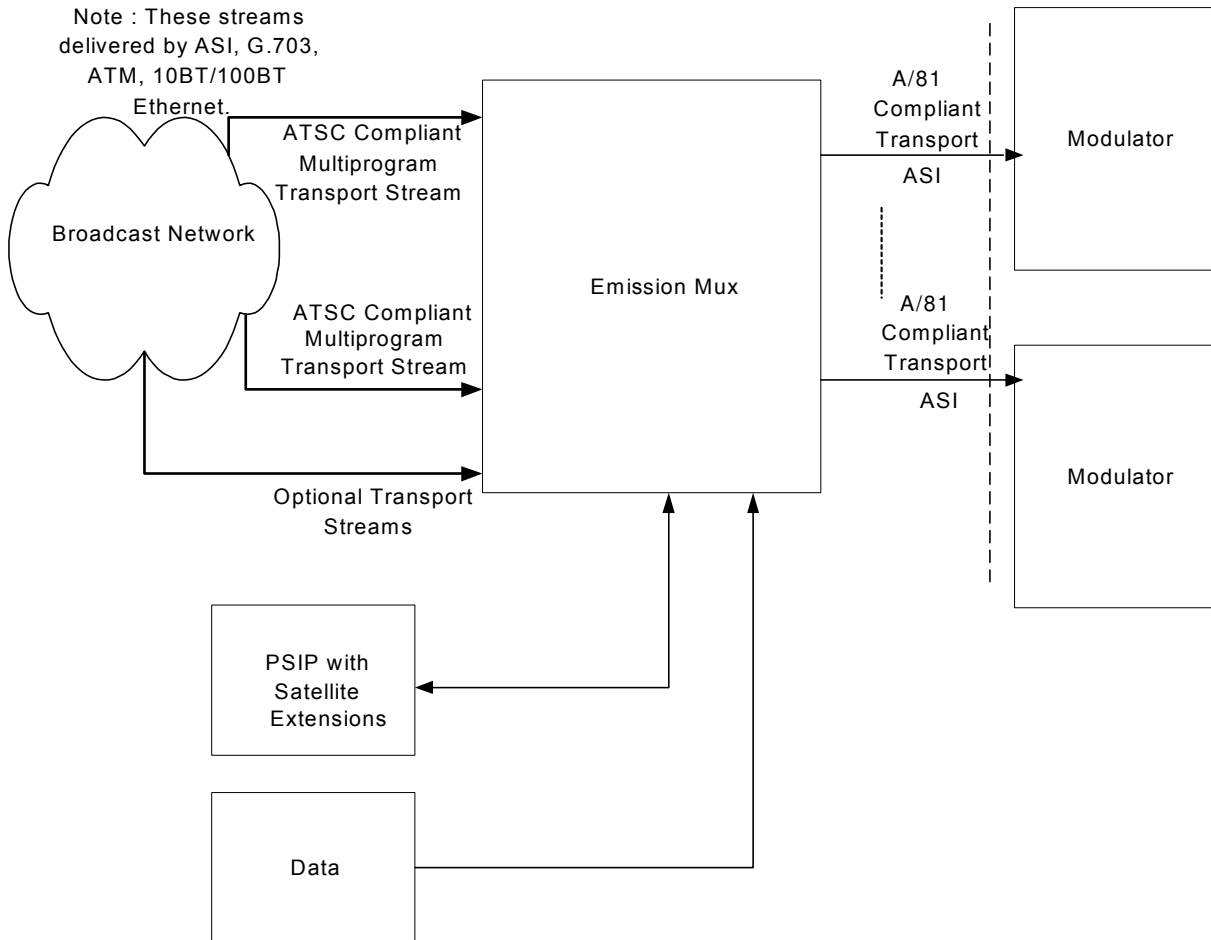 Note : These streams
delivered by ASI, G.703,
ATM, 10BT/100BT
Ethernet.
Broadcast Network
ATSC Compliant
Multiprogram
Transport Stream
ATSC Compliant
Multiprogram
Transport Stream
Optional Transport
Streams
Emission Mux
A/81
Compliant
Transport
ASI
A/81
Compliant
Transport
ASI
Modulator
Modulator
PSIP with
Satellite
Extensions
Data